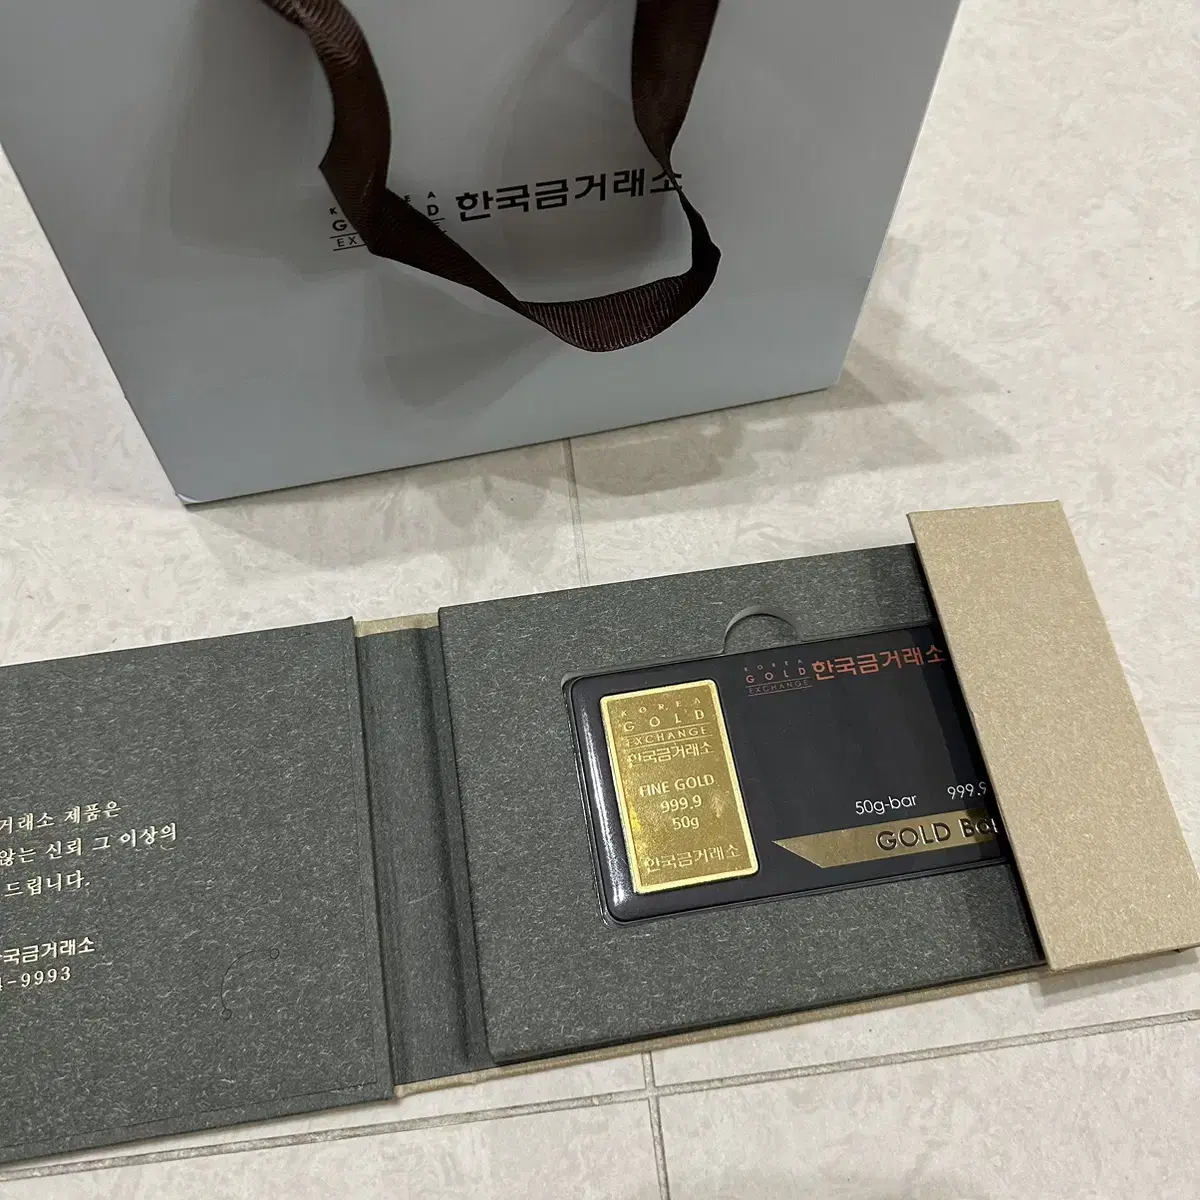 한국금거래소
KOREA
GOLD
EXCHANGE
한국금거래소
KOREA
GOLD
EXCHANGE
한국금거래소
FINE GOLD
999.9
50g
한국금거래소
50g-bar 999.9
GOLD
거래소 제품은
않는 신뢰 그 이상의
드립니다.
국금거래소
-9993